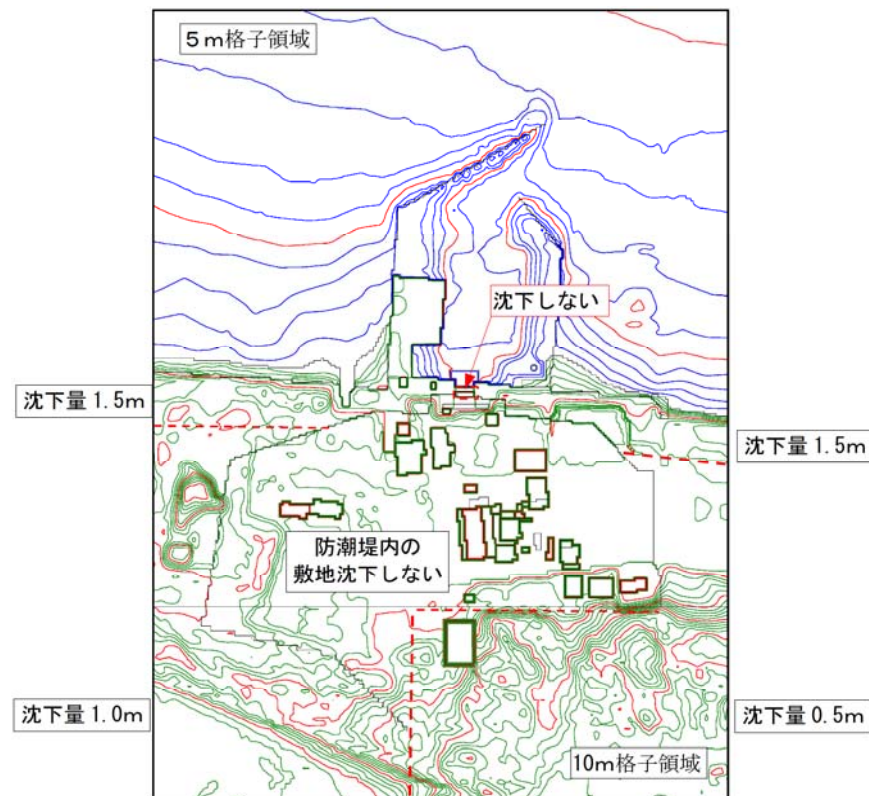 ５ｍ格子領域
沈下しない
沈下量 1.5ｍ
沈下量 1.5ｍ
防潮堤内の
敷地沈下しない
沈下量 1.0ｍ
沈下量 0.5ｍ
10ｍ格子領域